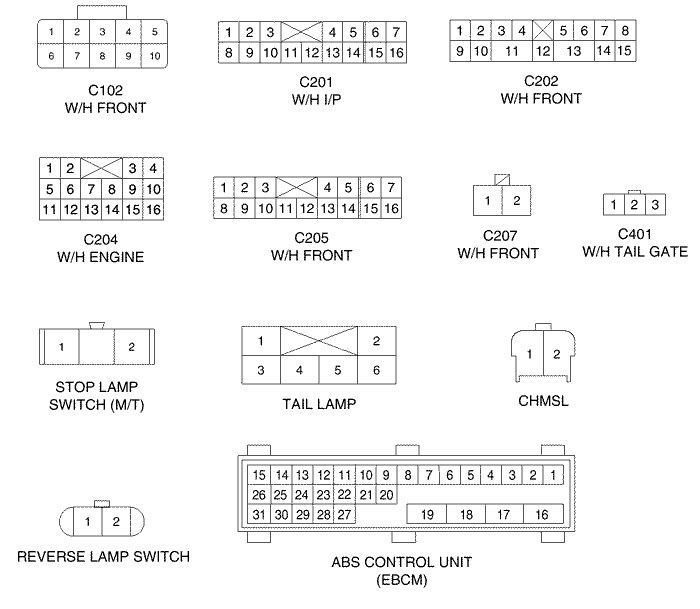 1 2 3 4 5
6 7 8 9 10
C102
W/H FRONT
1 2 3 4 5 6 7
8 9 10 11 12 13 14 15 16
C201
W/H I/P
1 2 3 4 5 6 7 8
9 10 11 12 13 14 15
C202
W/H FRONT
1 2 3 4
5 6 7 8 9 10
11 12 13 14 15 16
C204
W/H ENGINE
1 2 3 4 5 6 7
8 9 10 11 12 13 14 15 16
C205
W/H FRONT
1 2
C207
W/H FRONT
1 2 3
C401
W/H TAIL GATE
1 2
STOP LAMP
SWITCH (M/T)
1 2
3 4 5 6
TAIL LAMP
1 2
CHMSL
1 2
REVERSE LAMP SWITCH
15 14 13 12 11 10 9 8 7 6 5 4 3 2 1
26 25 24 23 22 21 20
31 30 29 28 27 19 18 17 16
ABS CONTROL UNIT
(EBCM)